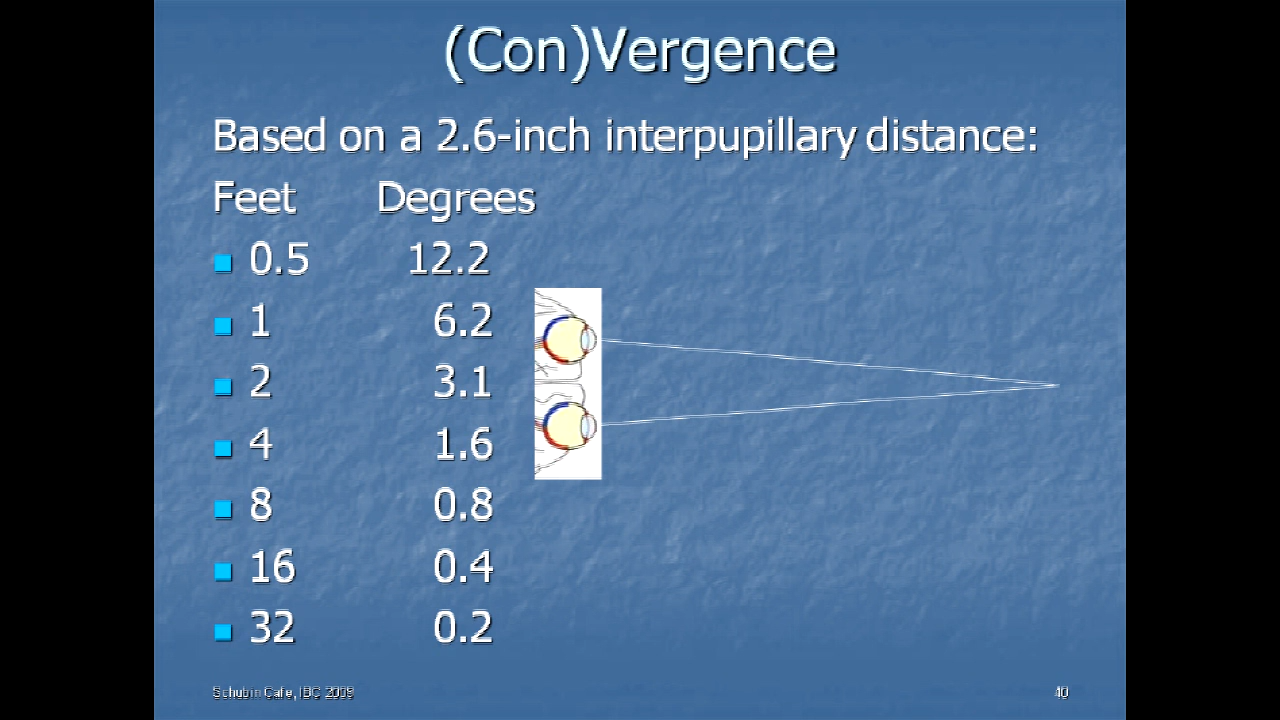 (Con)Vergence
Based on a 2.6-inch interpupillary distance:
Feet Degrees
0.5 12.2
1 6.2
2 3.1
4 1.6
8 0.8
16 0.4
32 0.2
Schubin Cafe, IBC 2009 40